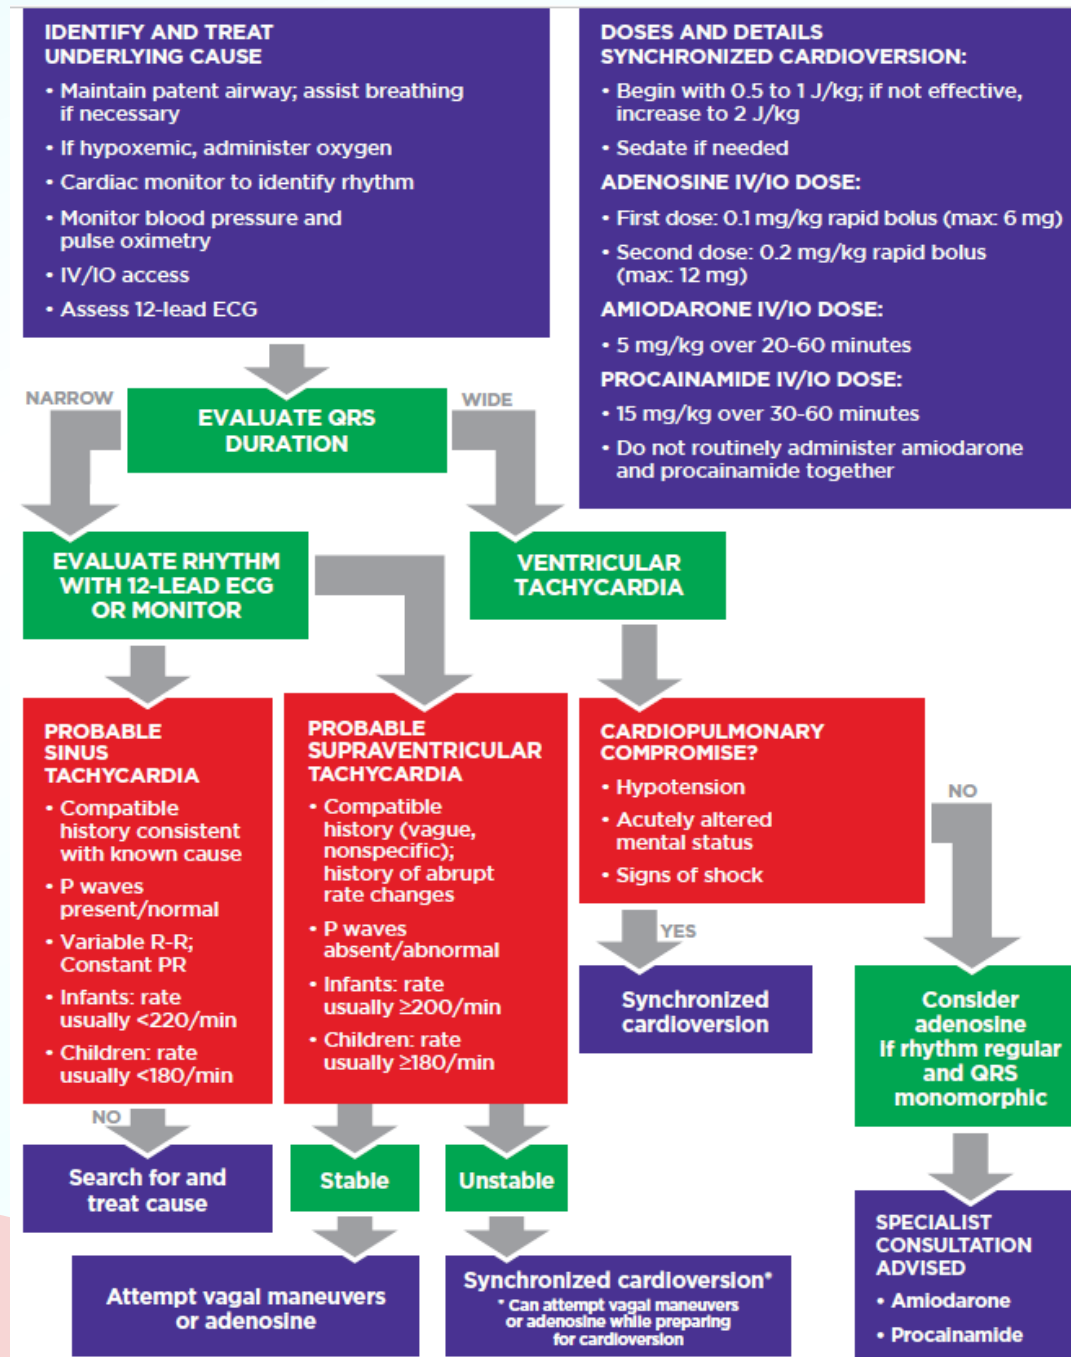 IDENTIFY AND TREAT
UNDERLYING CAUSE
• Maintain patent airway; assist breathing
if necessary
• If hypoxemic, administer oxygen
• Cardiac monitor to identify rhythm
• Monitor blood pressure and
pulse oximetry
• IV/IO access
• Assess 12-lead ECG
DOSES AND DETAILS
SYNCHRONIZED CARDIOVERSION:
• Begin with 0.5 to 1 J/kg; if not effective,
increase to 2 J/kg
• Sedate if needed
ADENOSINE IV/IO DOSE:
• First dose: 0.1 mg/kg rapid bolus (max: 6 mg)
• Second dose: 0.2 mg/kg rapid bolus
(max: 12 mg)
AMIODARONE IV/IO DOSE:
• 5 mg/kg over 20-60 minutes
PROCAINAMIDE IV/IO DOSE:
• 15 mg/kg over 30-60 minutes
• Do not routinely administer amiodarone
and procainamide together
NARROW
EVALUATE QRS
DURATION
WIDE
EVALUATE RHYTHM
WITH 12-LEAD ECG
OR MONITOR
VENTRICULAR
TACHYCARDIA
PROBABLE
SINUS
TACHYCARDIA
• Compatible
history consistent
with known cause
• P waves
present/normal
• Variable R-R;
Constant PR
• Infants: rate
usually <220/min
• Children: rate
usually <180/min
PROBABLE
SUPRAVENTRICULAR
TACHYCARDIA
• Compatible
history (vague,
nonspecific);
history of abrupt
rate changes
• P waves
absent/abnormal
• Infants: rate
usually ≥200/min
• Children: rate
usually ≥180/min
CARDIOPULMONARY
COMPROMISE?
• Hypotension
• Acutely altered
mental status
• Signs of shock
NO
YES
Synchronized
cardioversion
Consider
adenosine
if rhythm regular
and QRS
monomorphic
NO
Search for and
treat cause
Stable
Unstable
Attempt vagal maneuvers
or adenosine
Synchronized cardioversion*
* Can attempt vagal maneuvers
or adenosine while preparing
for cardioversion
SPECIALIST
CONSULTATION
ADVISED
• Amiodarone
• Procainamide